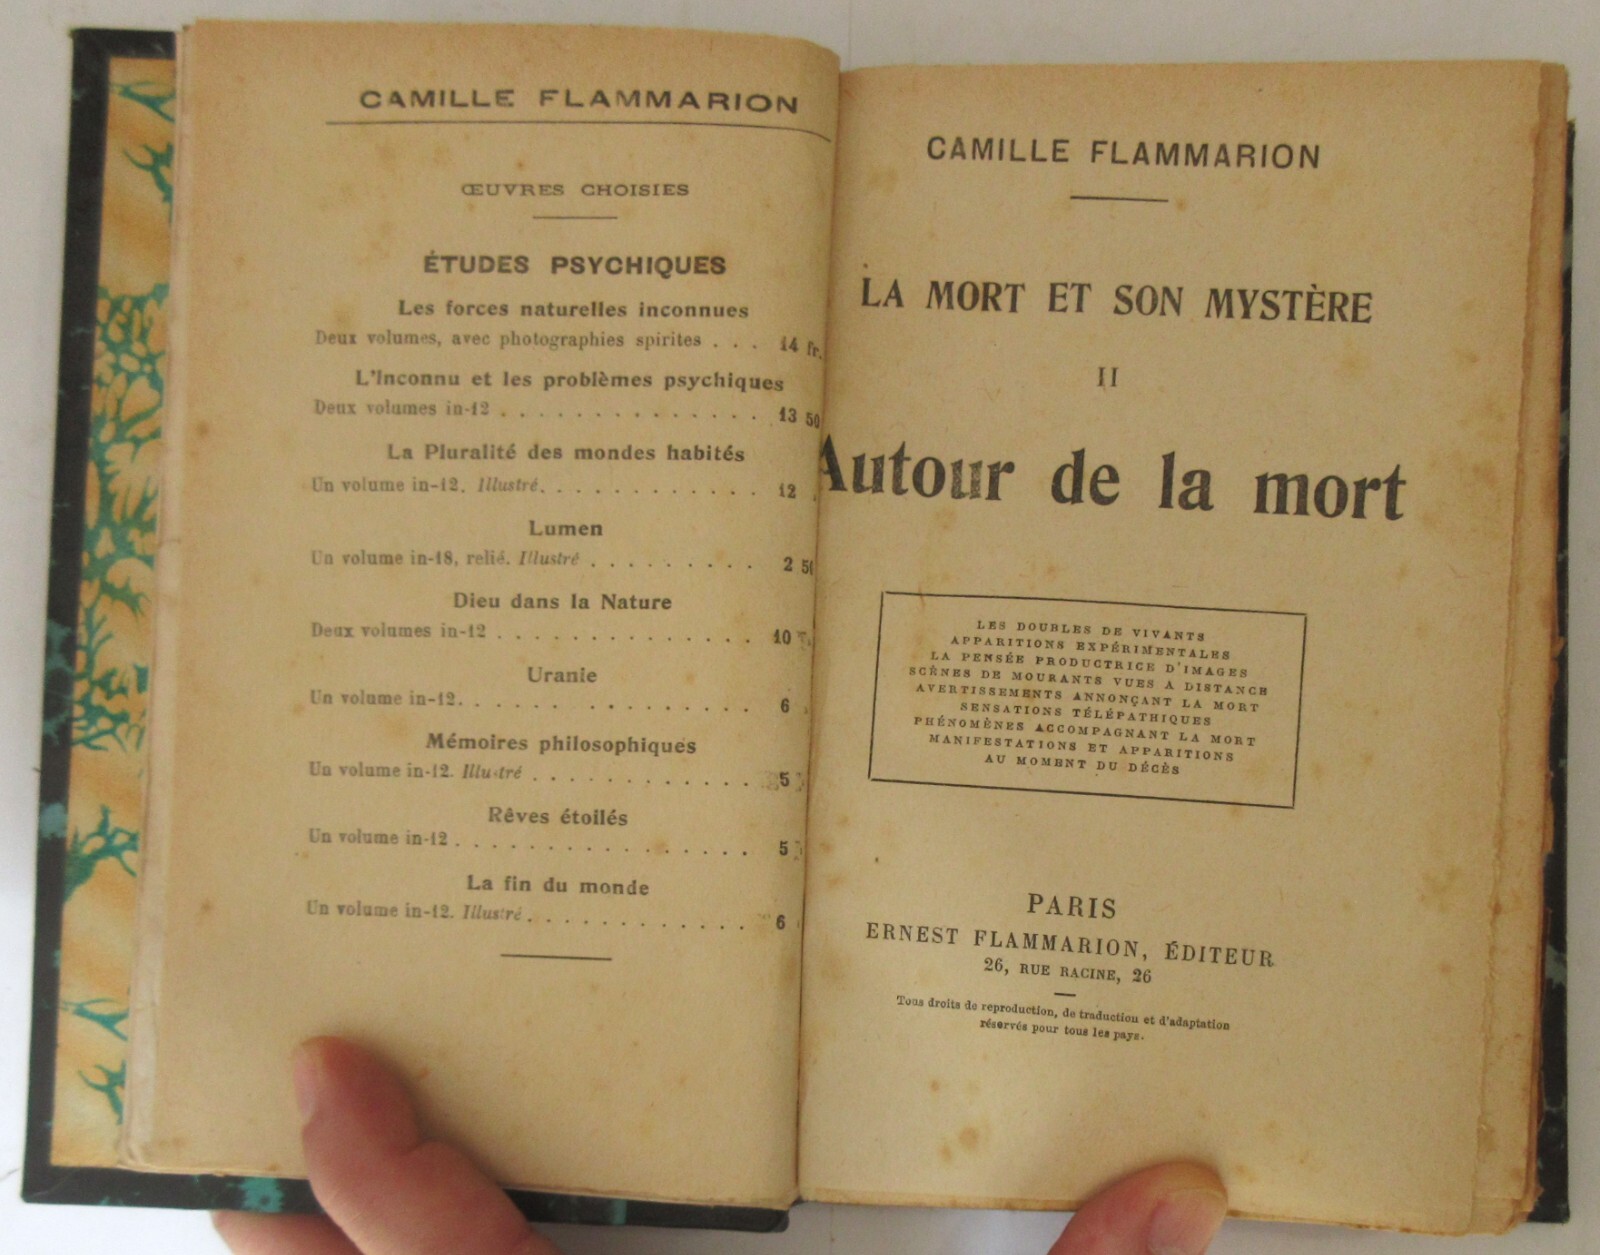 CAMILLE FLAMMARION
ŒUVRES CHOISIES
ÉTUDES PSYCHIQUES
Les forces naturelles inconnues
Deux volumes, avec photographies spirites . . . 14 fr.
L'Inconnu et les problèmes psychiques
Deux volumes in-12 . . . . . . . . . . . . . . 13 50
La Pluralité des mondes habités
Un volume in-12. Illustré. . . . . . . . . . . . 12
Lumen
Un volume in-18, relié. Illustré . . . . . . . . . 2 50
Dieu dans la Nature
Deux volumes in-12 . . . . . . . . . . . . . . 10
Uranie
Un volume in-12. . . . . . . . . . . . . . . 6
Mémoires philosophiques
Un volume in-12. Illustré . . . . . . . . . . . . 5
Rêves étoilés
Un volume in-12 . . . . . . . . . . . . . . . . 5
La fin du monde
Un volume in-12. Illustré . . . . . . . . . . . . 6
CAMILLE FLAMMARION
LA MORT ET SON MYSTÈRE
II
Autour de la mort
LES DOUBLES DE VIVANTS
APPARITIONS EXPÉRIMENTALES
LA PENSÉE PRODUCTRICE D'IMAGES
SCÈNES DE MOURANTS VUES A DISTANCE
AVERTISSEMENTS ANNONÇANT LA MORT
SENSATIONS TÉLÉPATHIQUES
PHÉNOMÈNES ACCOMPAGNANT LA MORT
MANIFESTATIONS ET APPARITIONS
AU MOMENT DU DÉCÈS
PARIS
ERNEST FLAMMARION, ÉDITEUR
26, RUE RACINE, 26
Tous droits de reproduction, de traduction et d'adaptation
réservés pour tous les pays.